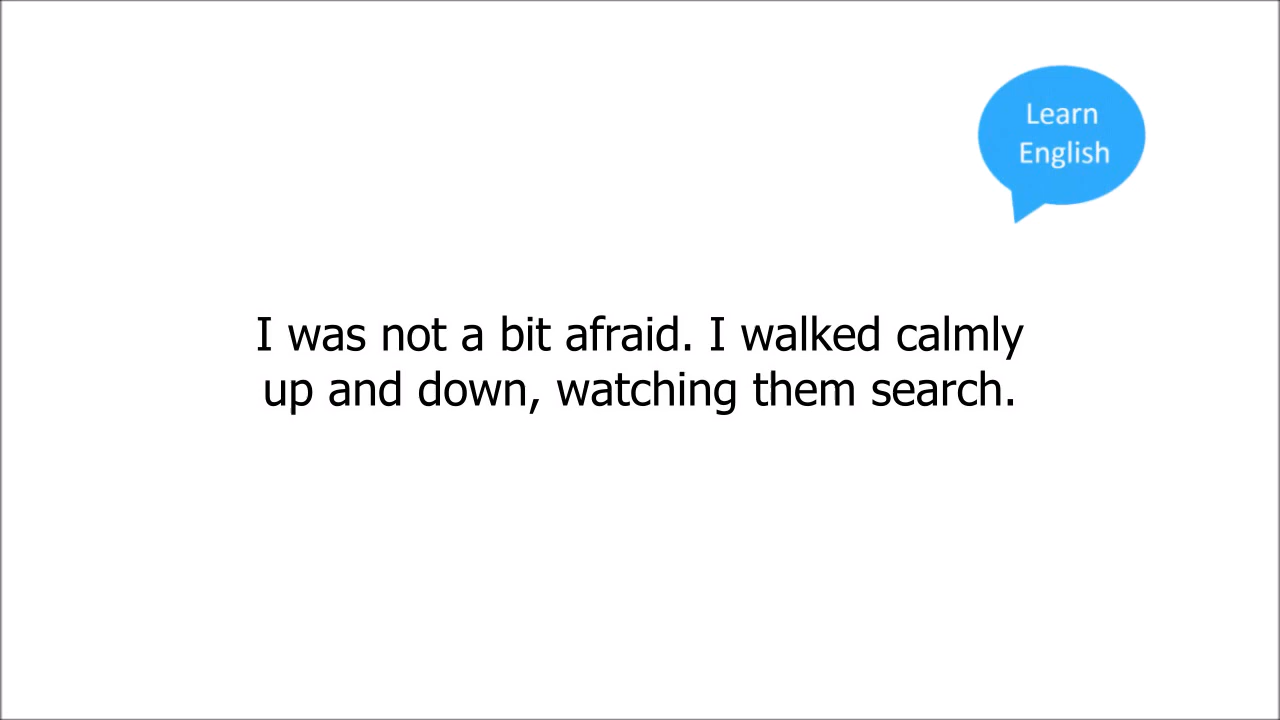 Learn
English
I was not a bit afraid. I walked calmly
up and down, watching them search.